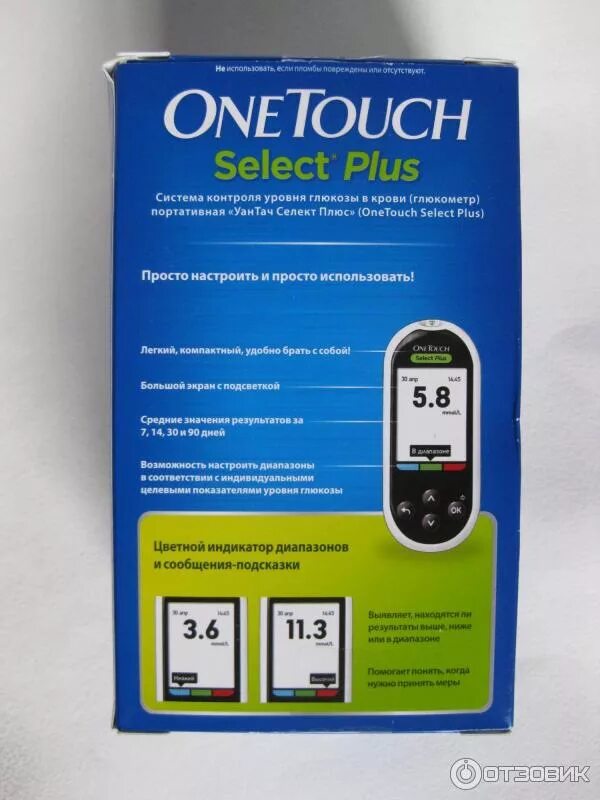 Не использовать, если пломбы повреждены или отсутствуют.
ONETOUCH
Select® Plus
Система контроля уровня глюкозы в крови (глюкометр)
портативная «УанТач Селект Плюс» (OneTouch Select Plus)
Просто настроить и просто использовать!
Легкий, компактный, удобно брать с собой!
Большой экран с подсветкой
Средние значения результатов за
7, 14, 30 и 90 дней
Возможность настроить диапазоны
в соответствии с индивидуальными
целевыми показателями уровня глюкозы
ONETOUCH
Select Plus
30 апр 14:45
5.8
mmol/L
В диапазоне
OK
Цветной индикатор диапазонов
и сообщения-подсказки
30 апр 14:45
3.6
mmol/L
Низкий
30 апр 14:45
11.3
mmol/L
Высокий
Выявляет, находятся ли
результаты выше, ниже
или в диапазоне
Помогает понять, когда
нужно принять меры
ОТЗОВИК